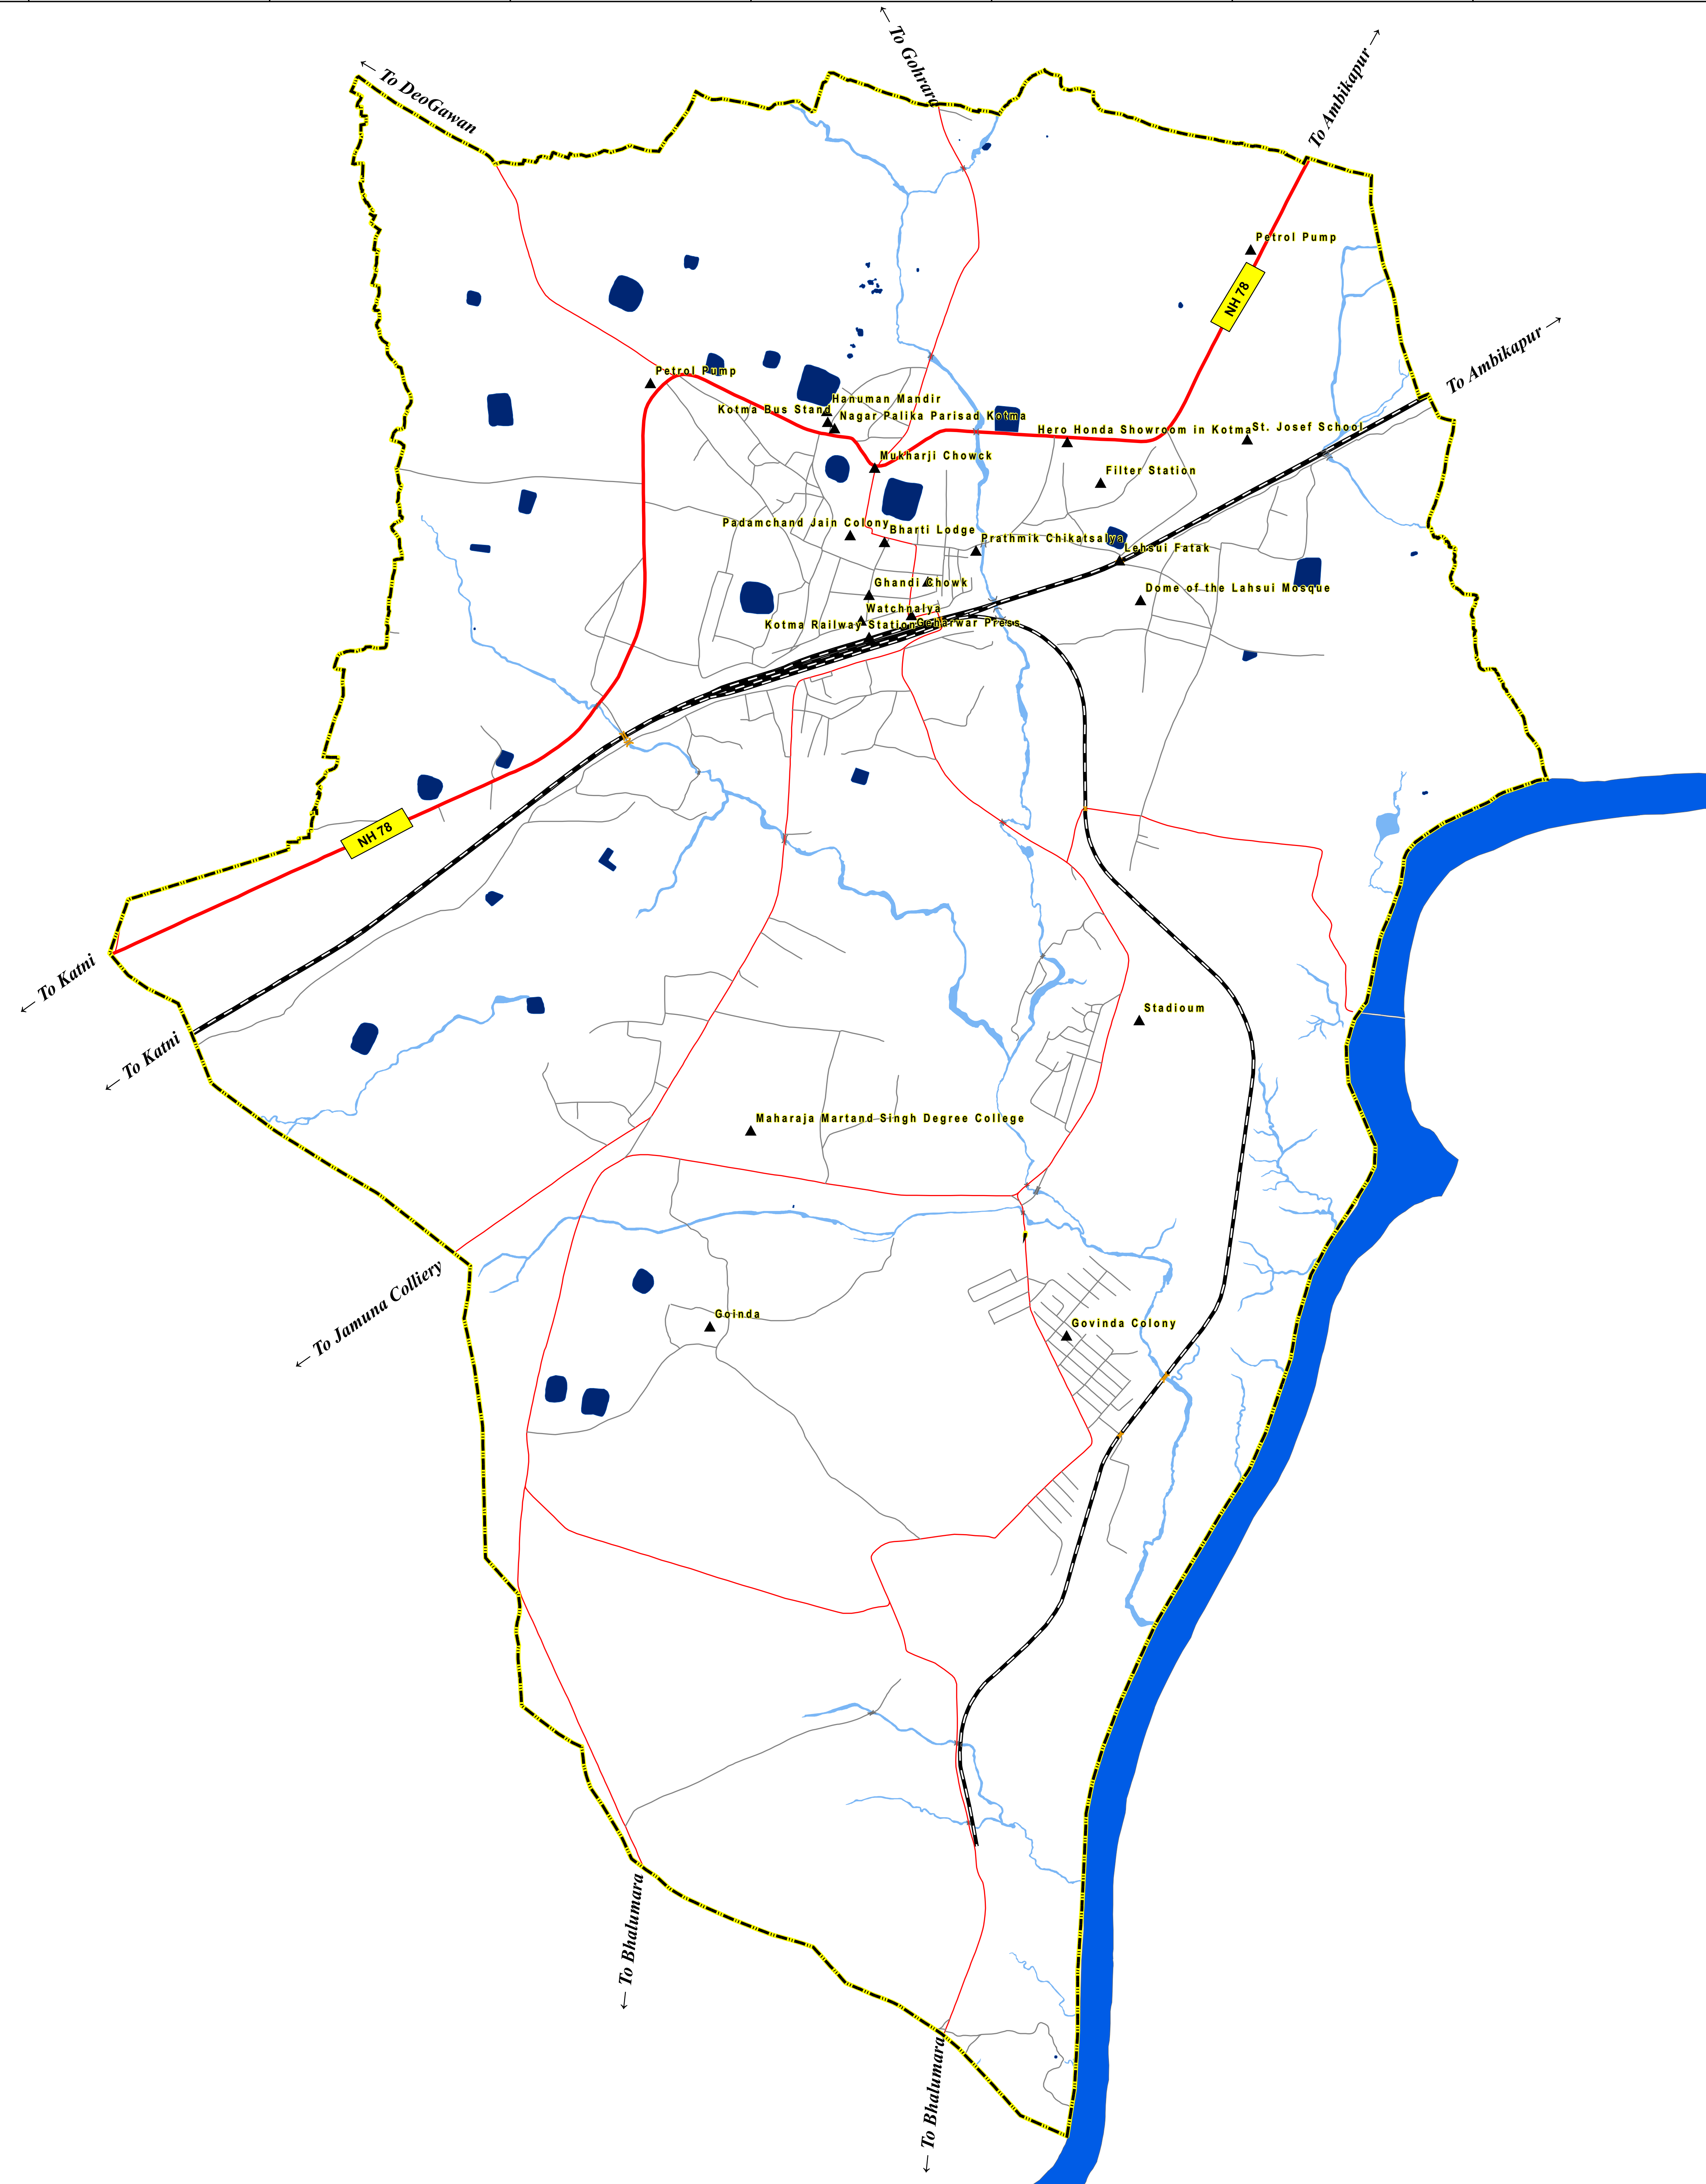 ← To Gohrara
To Ambikapur →
← To DeoGawan
Petrol Pump
NH 78
To Ambikapur →
Petrol Pump
Hanuman Mandir
Kotma Bus Stand
Nagar Palika Parisad Kotma
Hero Honda Showroom in Kotma
St. Josef School
Mukharji Chowck
Filter Station
Padamchand Jain Colony
Bharti Lodge
Prathmik Chikatsalya
Lehsui Fatak
Ghandi Chowk
Dome of the Lahsui Mosque
Watchnalya
Kotma Railway Station
Geharwar Press
NH 78
← To Katni
Stadioum
← To Katni
Maharaja Martand Singh Degree College
← To Jamuna Colliery
Goinda
Govinda Colony
← To Bhalumara
← To Bhalumara